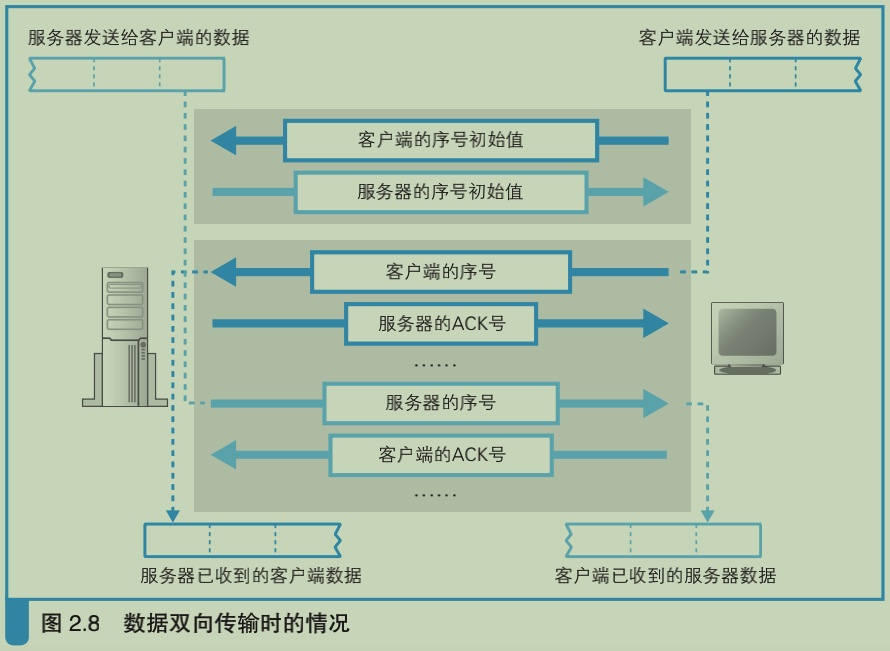 服务器发送给客户端的数据
客户端发送给服务器的数据
客户端的序号初始值
服务器的序号初始值
客户端的序号
服务器的ACK号
……
服务器的序号
客户端的ACK号
……
服务器已收到的客户端数据
客户端已收到的服务器数据
图 2.8 数据双向传输时的情况